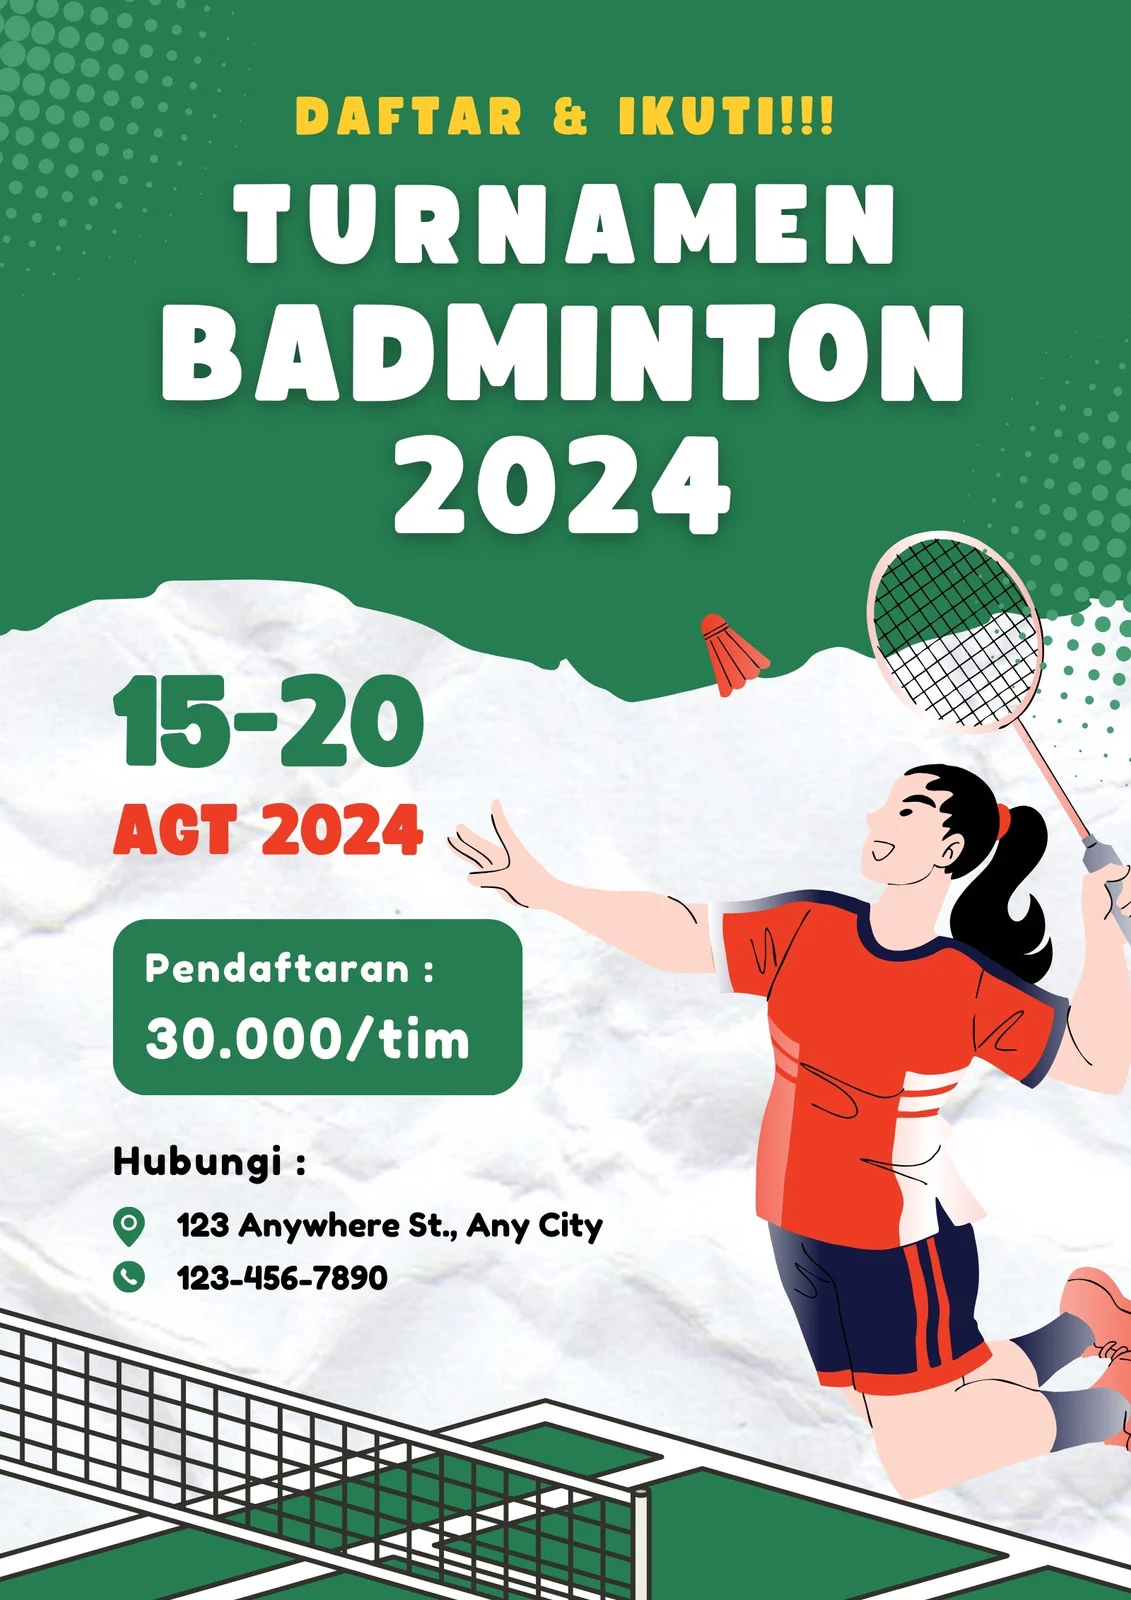 DAFTAR & IKUTI!!!
TURNAMEN
BADMINTON
2024
15-20
AGT 2024
Pendaftaran :
30.000/tim
Hubungi :
123 Anywhere St., Any City
123-456-7890